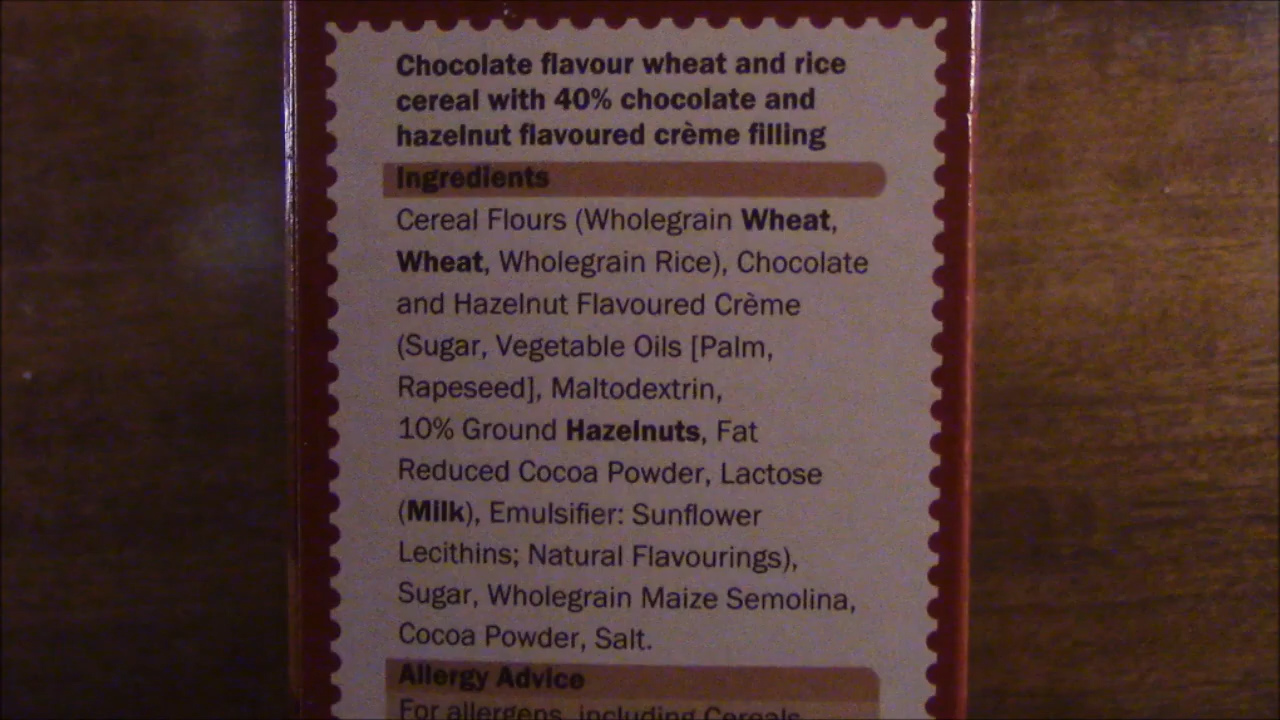 Chocolate flavour wheat and rice
cereal with 40% chocolate and
hazelnut flavoured crème filling
Ingredients
Cereal Flours (Wholegrain Wheat,
Wheat, Wholegrain Rice), Chocolate
and Hazelnut Flavoured Crème
(Sugar, Vegetable Oils [Palm,
Rapeseed], Maltodextrin,
10% Ground Hazelnuts, Fat
Reduced Cocoa Powder, Lactose
(Milk), Emulsifier: Sunflower
Lecithins; Natural Flavourings),
Sugar, Wholegrain Maize Semolina,
Cocoa Powder, Salt.
Allergy Advice
For allergens, including Cereals